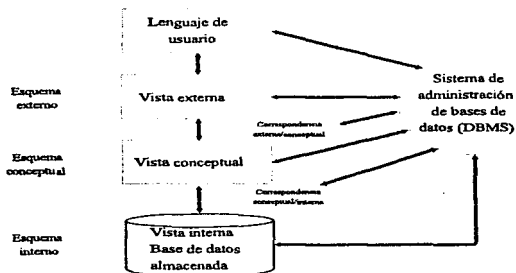 Lenguaje de
usuario
Esquema
externo
Vista externa
Sistema de
administración
de bases de
datos (DBMS)
Correspondencia
externo/conceptual
Esquema
conceptual
Vista conceptual
Correspondencia
conceptual/interna
Esquema
interno
Vista interna
Base de datos
almacenada